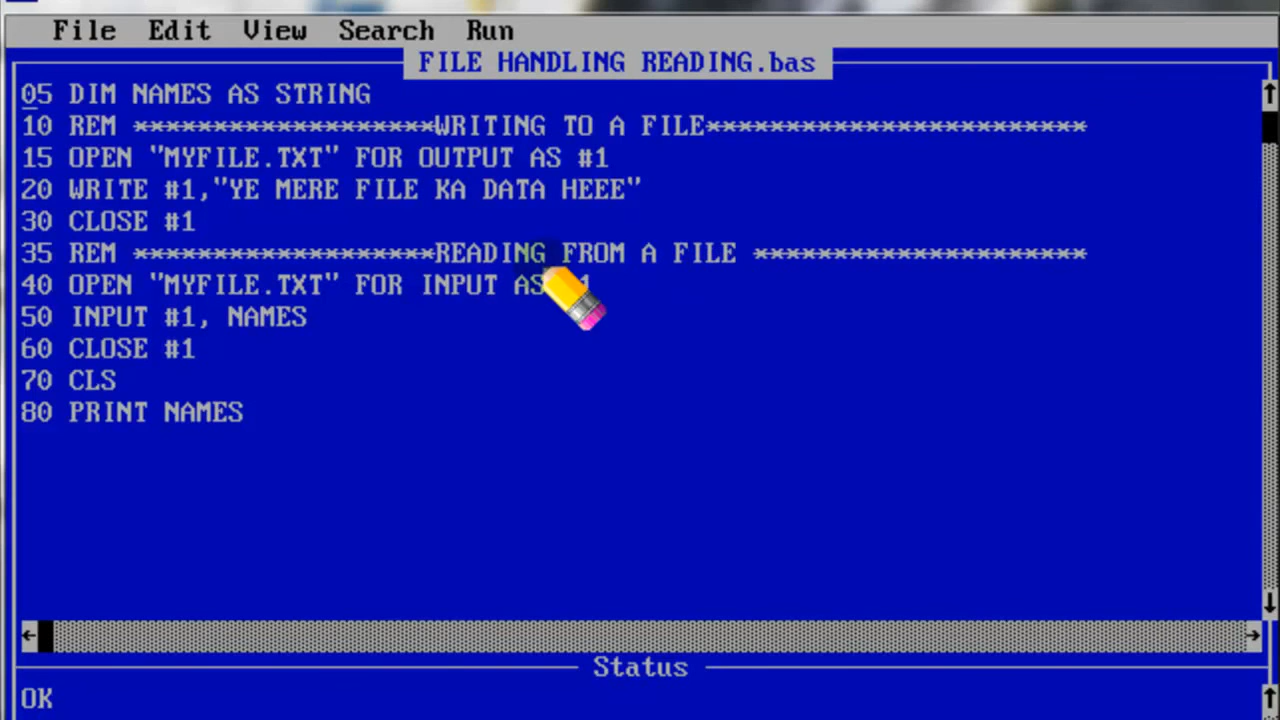 File Edit View Search Run
FILE HANDLING READING.bas
05 DIM NAMES AS STRING
10 REM *******************WRITING TO A FILE************************
15 OPEN "MYFILE.TXT" FOR OUTPUT AS #1
20 WRITE #1,"YE MERE FILE KA DATA HEEE"
30 CLOSE #1
35 REM *******************READING FROM A FILE *********************
40 OPEN "MYFILE.TXT" FOR INPUT AS 1
50 INPUT #1, NAMES
60 CLOSE #1
70 CLS
80 PRINT NAMES
Status
OK